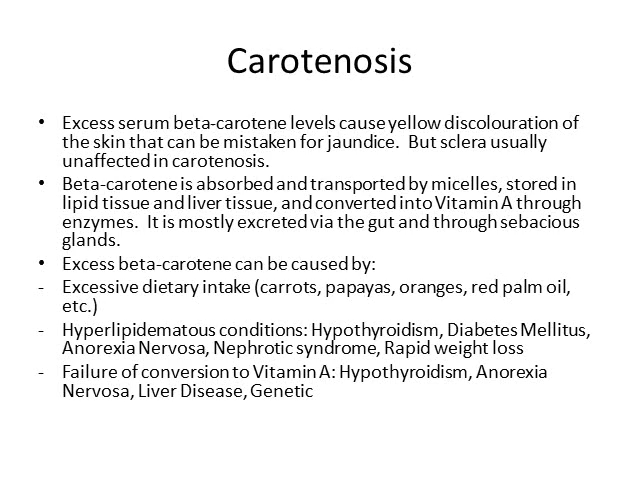 Carotenosis
• Excess serum beta-carotene levels cause yellow discolouration of
the skin that can be mistaken for jaundice.  But sclera usually
unaffected in carotenosis.
• Beta-carotene is absorbed and transported by micelles, stored in
lipid tissue and liver tissue, and converted into Vitamin A through
enzymes.  It is mostly excreted via the gut and through sebacious
glands.
• Excess beta-carotene can be caused by:
- Excessive dietary intake (carrots, papayas, oranges, red palm oil,
etc.)
- Hyperlipidematous conditions: Hypothyroidism, Diabetes Mellitus,
Anorexia Nervosa, Nephrotic syndrome, Rapid weight loss
- Failure of conversion to Vitamin A: Hypothyroidism, Anorexia
Nervosa, Liver Disease, Genetic